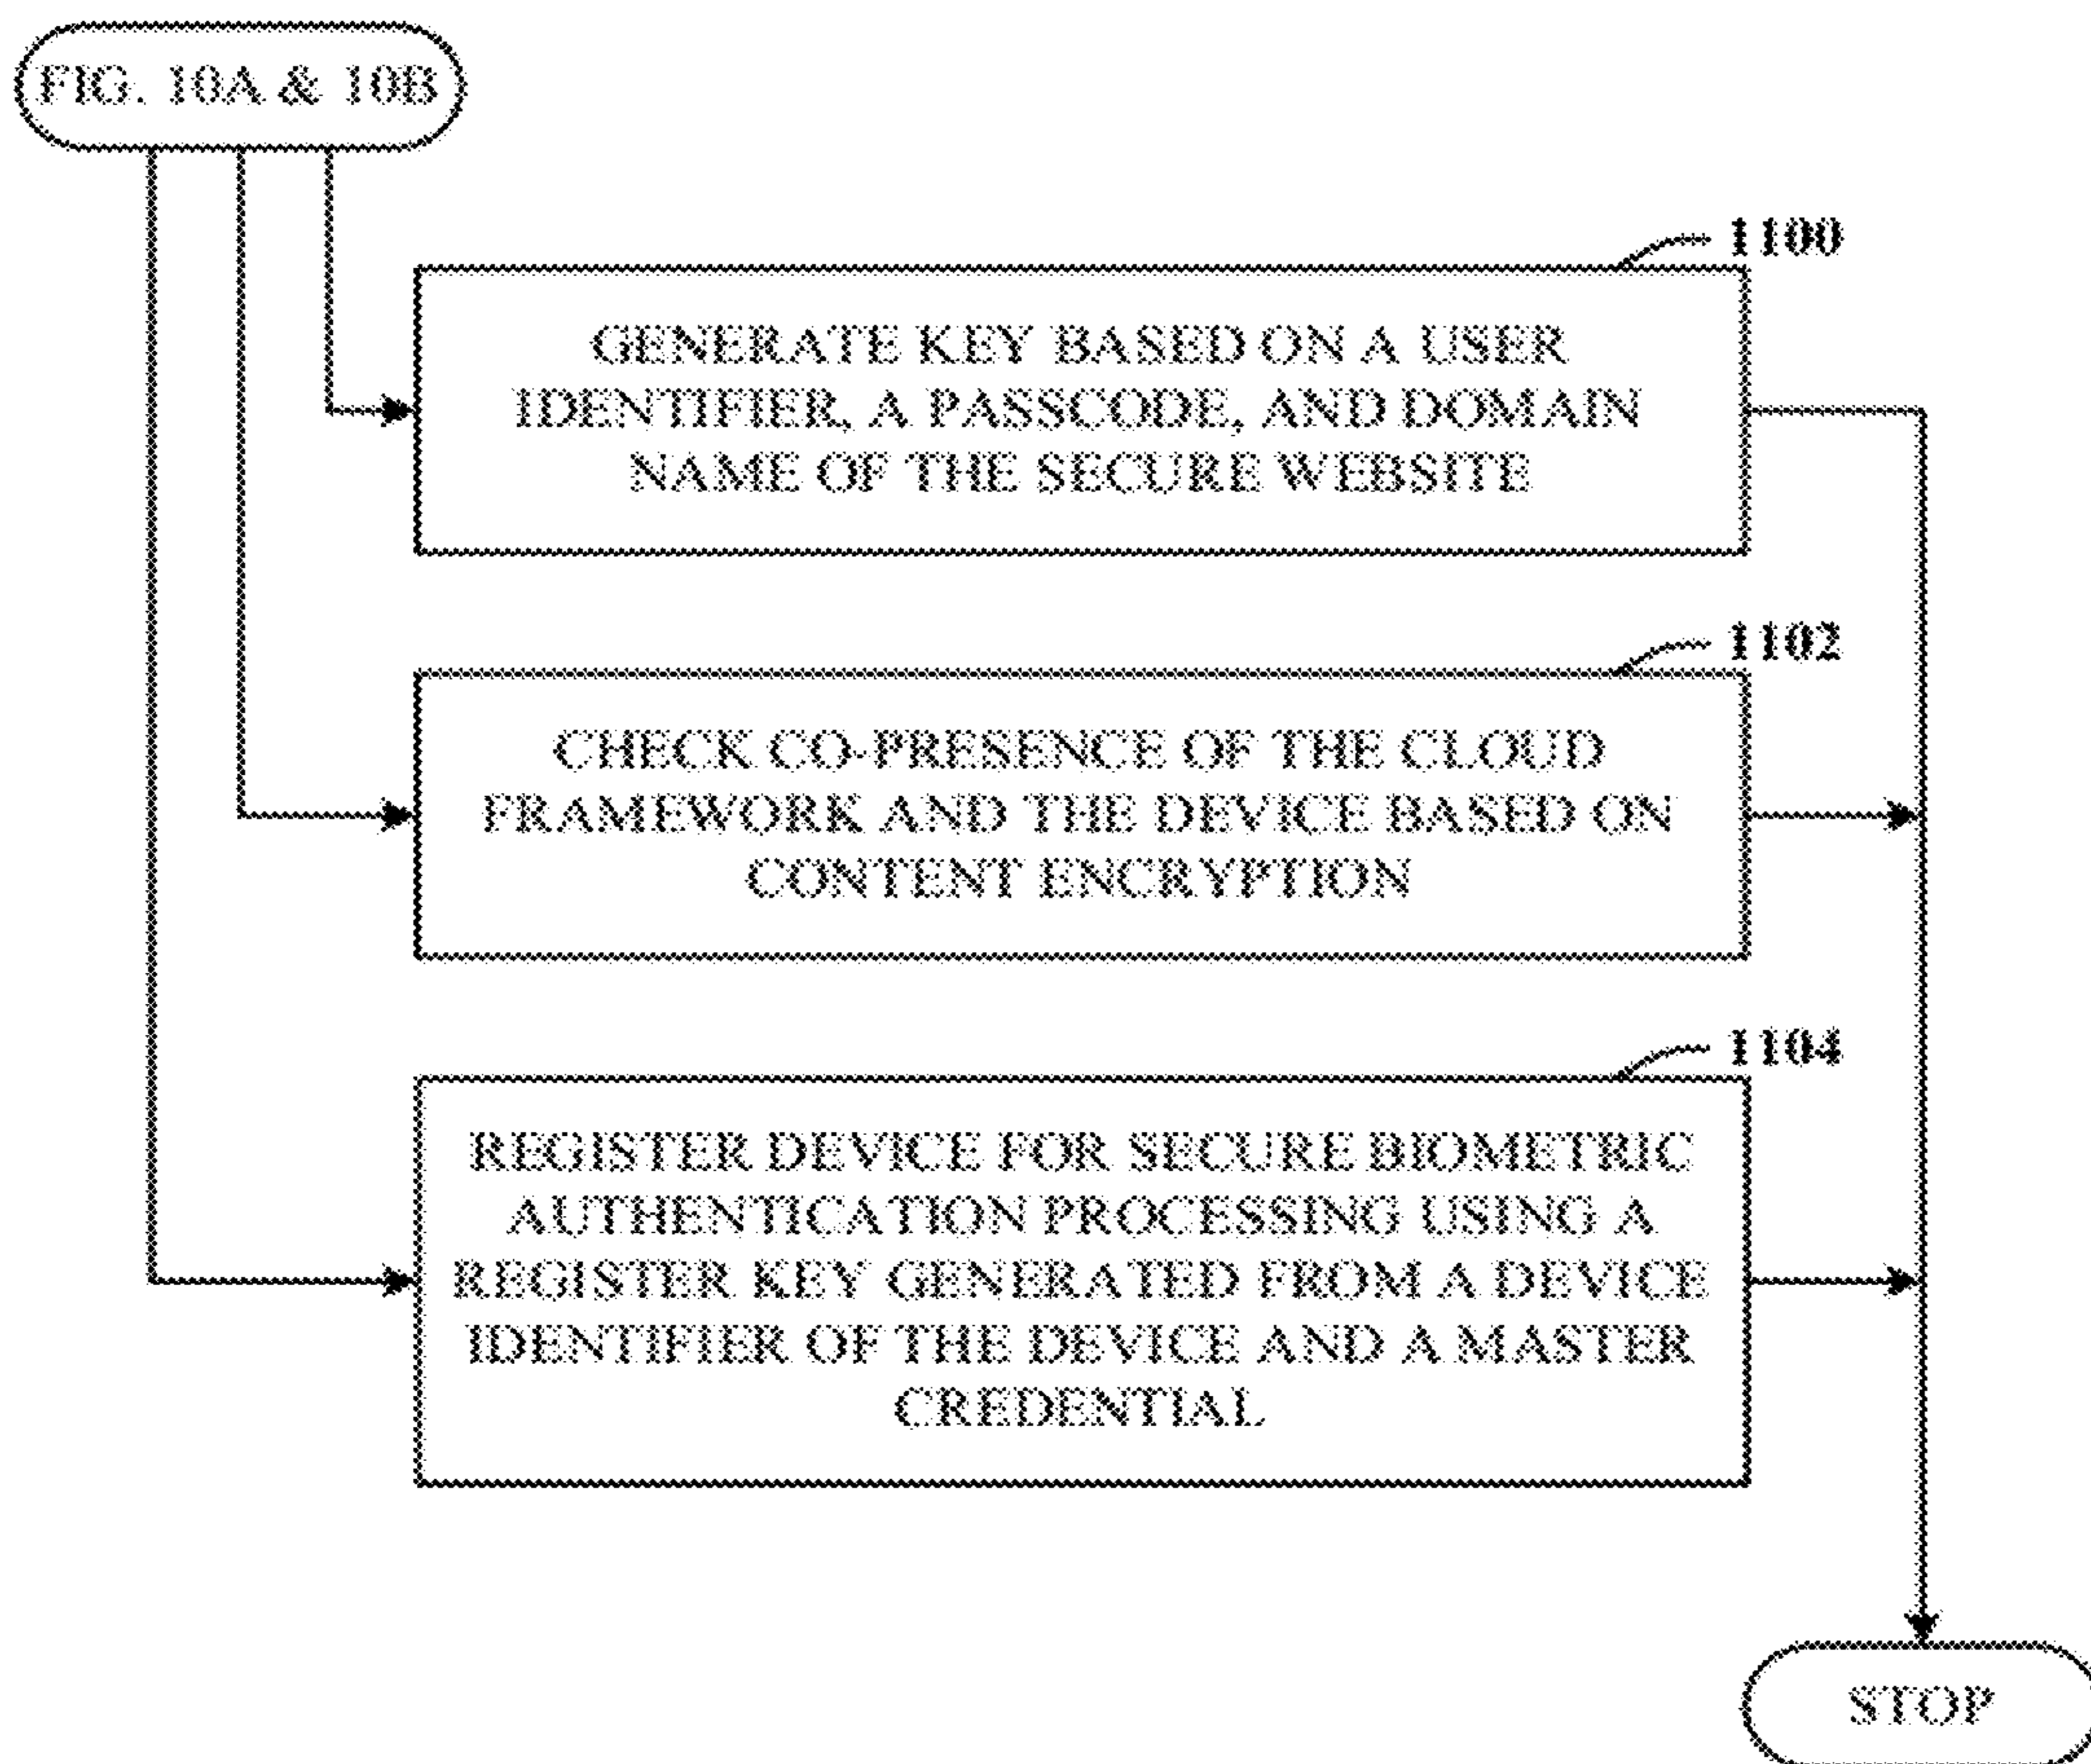 FIG. 10A & 10B
1100
GENERATE KEY BASED ON A USER
IDENTIFIER, A PASSCODE, AND DOMAIN
NAME OF THE SECURE WEBSITE
1102
CHECK CO-PRESENCE OF THE CLOUD
FRAMEWORK AND THE DEVICE BASED ON
CONTENT ENCRYPTION
1104
REGISTER DEVICE FOR SECURE BIOMETRIC
AUTHENTICATION PROCESSING USING A
REGISTER KEY GENERATED FROM A DEVICE
IDENTIFIER OF THE DEVICE AND A MASTER
CREDENTIAL
STOP